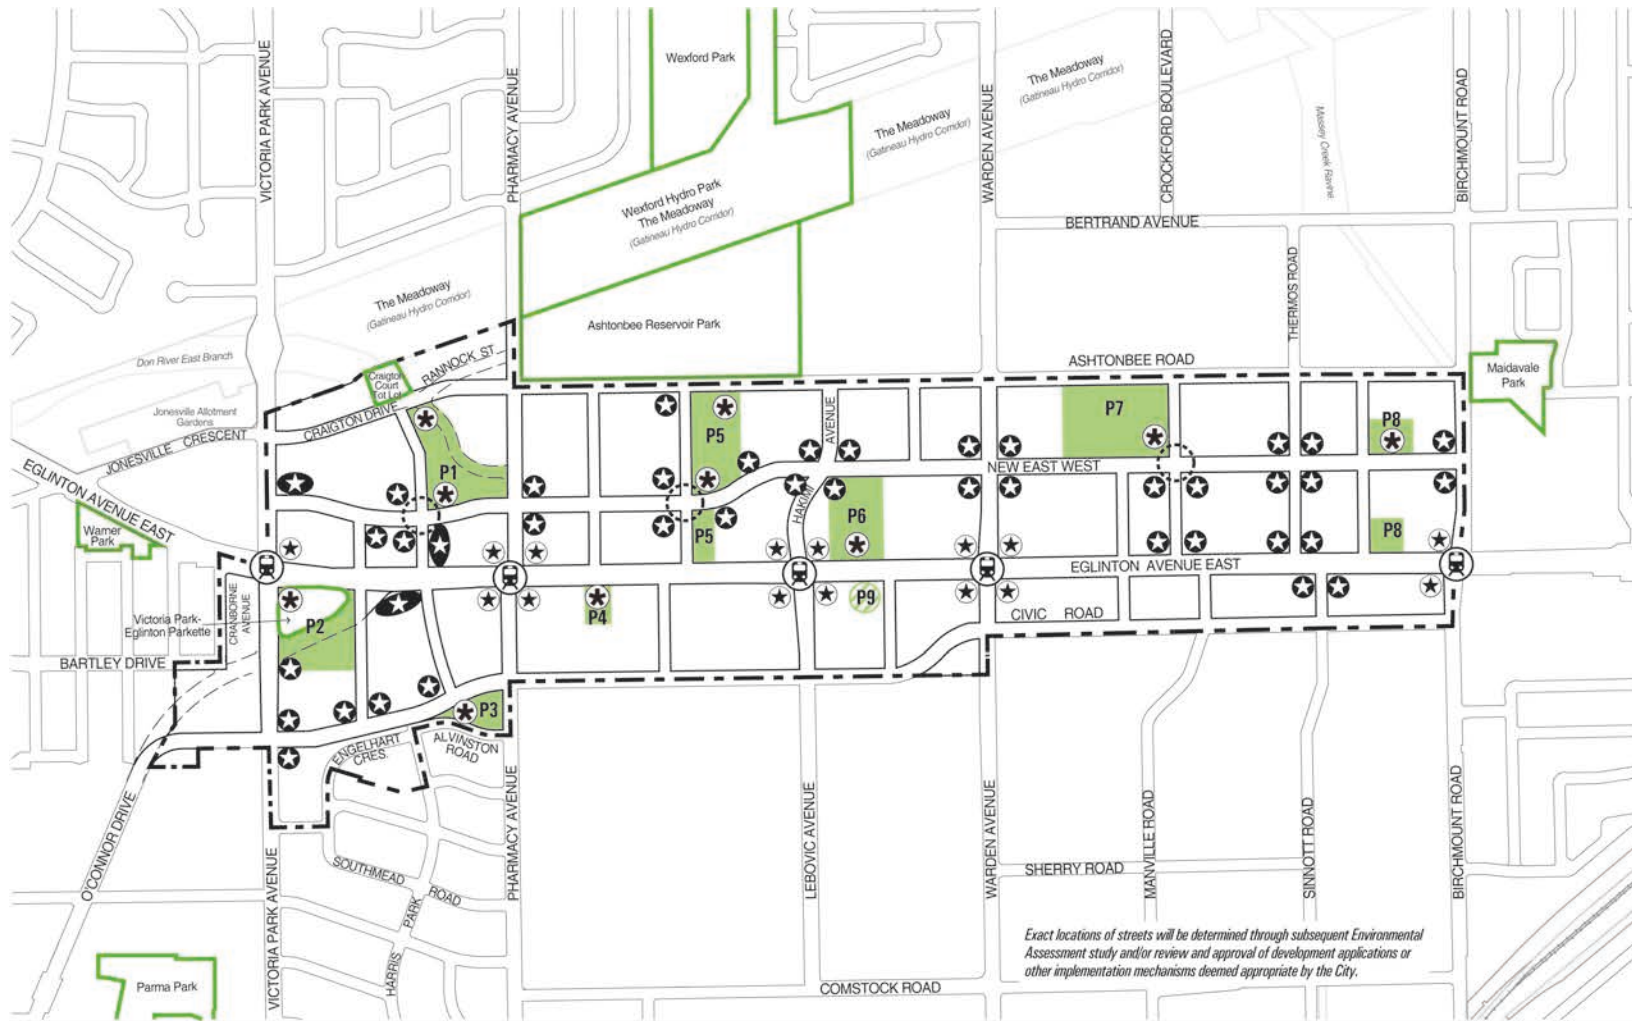 Wexford Park
The Meadoway
(Gatineau Hydro Corridor)
The Meadoway
(Gatineau Hydro Corridor)
VICTORIA PARK AVENUE
PHARMACY AVENUE
WARDEN AVENUE
CROCKFORD BOULEVARD
Massey Creek Ravine
BIRCHMOUNT ROAD
Wexford Hydro Park
The Meadoway
(Gatineau Hydro Corridor)
BERTRAND AVENUE
THERMOS ROAD
The Meadoway
(Gatineau Hydro Corridor)
Ashtonbee Reservoir Park
Don River East Branch
RANNOCK ST
ASHTONBEE ROAD
Maidavale
Park
Craigton
Court
Tot Lot
Jonesville Allotment
Gardens
CRAIGTON DRIVE
JONESVILLE CRESCENT
P5
P7
P8
AVENUE
EGLINTON AVENUE EAST
P1
NEW EAST WEST
HAKIMI
Warner
Park
P5
P6
P8
EGLINTON AVENUE EAST
CRANBORNE
AVENUE
Victoria Park-
Eglinton Parkette
P2
P4
P9
CIVIC ROAD
BARTLEY DRIVE
P3
ENGELHART
CRES.
ALVINSTON
ROAD
O'CONNOR DRIVE
VICTORIA PARK AVENUE
PHARMACY AVENUE
LEBOVIC AVENUE
WARDEN AVENUE
MANVILLE ROAD
SINNOTT ROAD
BIRCHMOUNT ROAD
SOUTHMEAD ROAD
SHERRY ROAD
HARRIS PARK
Exact locations of streets will be determined through subsequent Environmental
Assessment study and/or review and approval of development applications or
other implementation mechanisms deemed appropriate by the City.
Parma Park
COMSTOCK ROAD